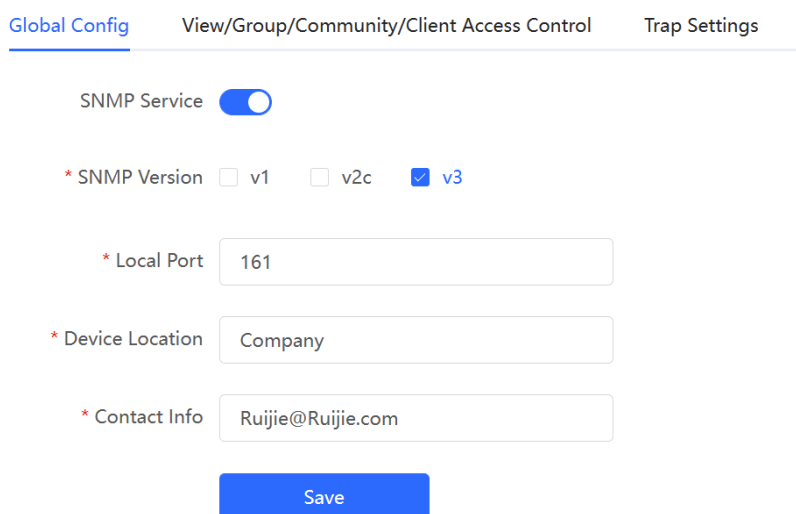 Global Config View/Group/Community/Client Access Control Trap Settings
SNMP Service
* SNMP Version v1 v2c v3
* Local Port 161
* Device Location Company
* Contact Info Ruijie@Ruijie.com
Save